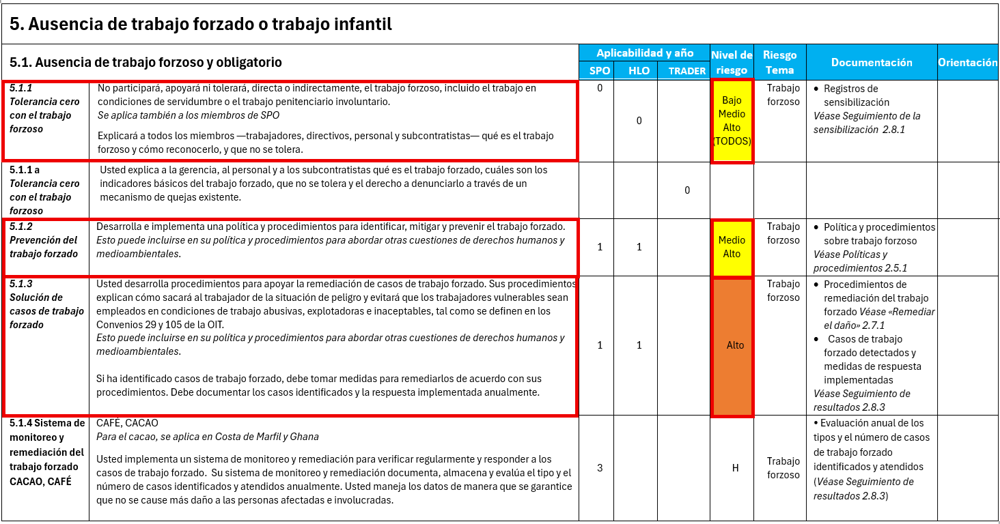 5. Ausencia de trabajo forzado o trabajo infantil
5.1. Ausencia de trabajo forzoso y obligatorio
Aplicabilidad y año
SPO
HLO
TRADER
Nivel de
riesgo
Riesgo
Tema
Documentación
Orientación
5.1.1
Tolerancia cero
con el trabajo
forzoso
No participará, apoyará ni tolerará, directa o indirectamente, el trabajo forzoso, incluido el trabajo en
condiciones de servidumbre o el trabajo penitenciario involuntario.
Se aplica también a los miembros de SPO
Explicará a todos los miembros —trabajadores, directivos, personal y subcontratistas— qué es el trabajo
forzoso y cómo reconocerlo, y que no se tolera.
0
0
Bajo
Medio
Alto
(TODOS)
Trabajo
forzoso
• Registros de
sensibilización
Véase Seguimiento de la
sensibilización 2.8.1
5.1.1 a
Tolerancia cero
con el trabajo
forzoso
Usted explica a la gerencia, al personal y a los subcontratistas qué es el trabajo forzado, cuáles son los
indicadores básicos del trabajo forzado, que no se tolera y el derecho a denunciarlo a través de un
mecanismo de quejas existente.
0
5.1.2
Prevención del
trabajo forzado
Desarrolla e implementa una política y procedimientos para identificar, mitigar y prevenir el trabajo forzado.
Esto puede incluirse en su política y procedimientos para abordar otras cuestiones de derechos humanos y
medioambientales.
1
1
Medio
Alto
Trabajo
forzoso
• Política y procedimientos
sobre trabajo forzoso
Véase Políticas y
procedimientos 2.5.1
5.1.3
Solución de
casos de trabajo
forzado
Usted desarrolla procedimientos para apoyar la remediación de casos de trabajo forzado. Sus procedimientos
explican cómo sacará al trabajador de la situación de peligro y evitará que los trabajadores vulnerables sean
empleados en condiciones de trabajo abusivas, explotadoras e inaceptables, tal como se definen en los
Convenios 29 y 105 de la OIT.
Esto puede incluirse en su política y procedimientos para abordar otras cuestiones de derechos humanos y
medioambientales.
Si ha identificado casos de trabajo forzado, debe tomar medidas para remediarlos de acuerdo con sus
procedimientos. Debe documentar los casos identificados y la respuesta implementada anualmente.
1
1
Alto
Trabajo
forzoso
• Procedimientos de
remediación del trabajo
forzado Véase «Remediar
el daño» 2.7.1
• Casos de trabajo
forzado detectados y
medidas de respuesta
implementadas
Véase Seguimiento de
resultados 2.8.3
5.1.4 Sistema de
monitoreo y
remediación del
trabajo forzado
CACAO, CAFÉ
CAFÉ, CACAO
Para el cacao, se aplica en Costa de Marfil y Ghana
Usted implementa un sistema de monitoreo y remediación para verificar regularmente y responder a los
casos de trabajo forzado. Su sistema de monitoreo y remediación documenta, almacena y evalúa el tipo y el
número de casos identificados y atendidos anualmente. Usted maneja los datos de manera que se garantice
que no se cause más daño a las personas afectadas e involucradas.
3
H
Trabajo
forzoso
• Evaluación anual de los
tipos y el número de casos
de trabajo forzado
identificados y atendidos
(Véase Seguimiento de
resultados 2.8.3)